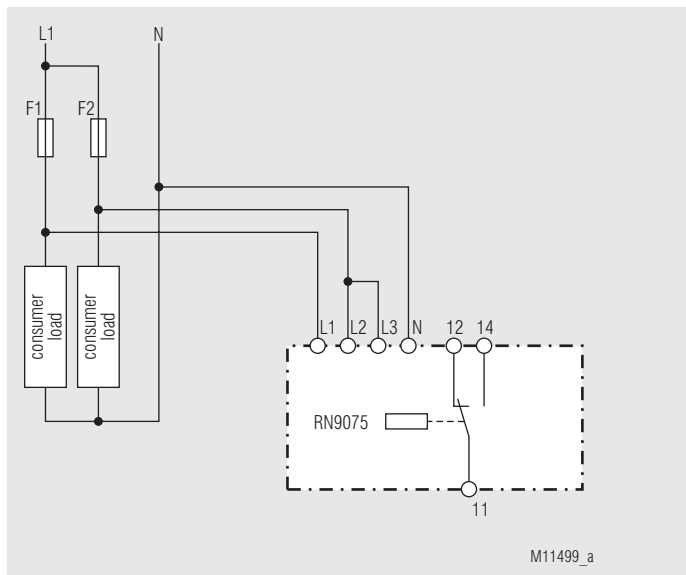 L1 N
F1 F2
consumer
load
consumer
load
L1 L2 L3 N 12 14
RN9075
11
M11499_a